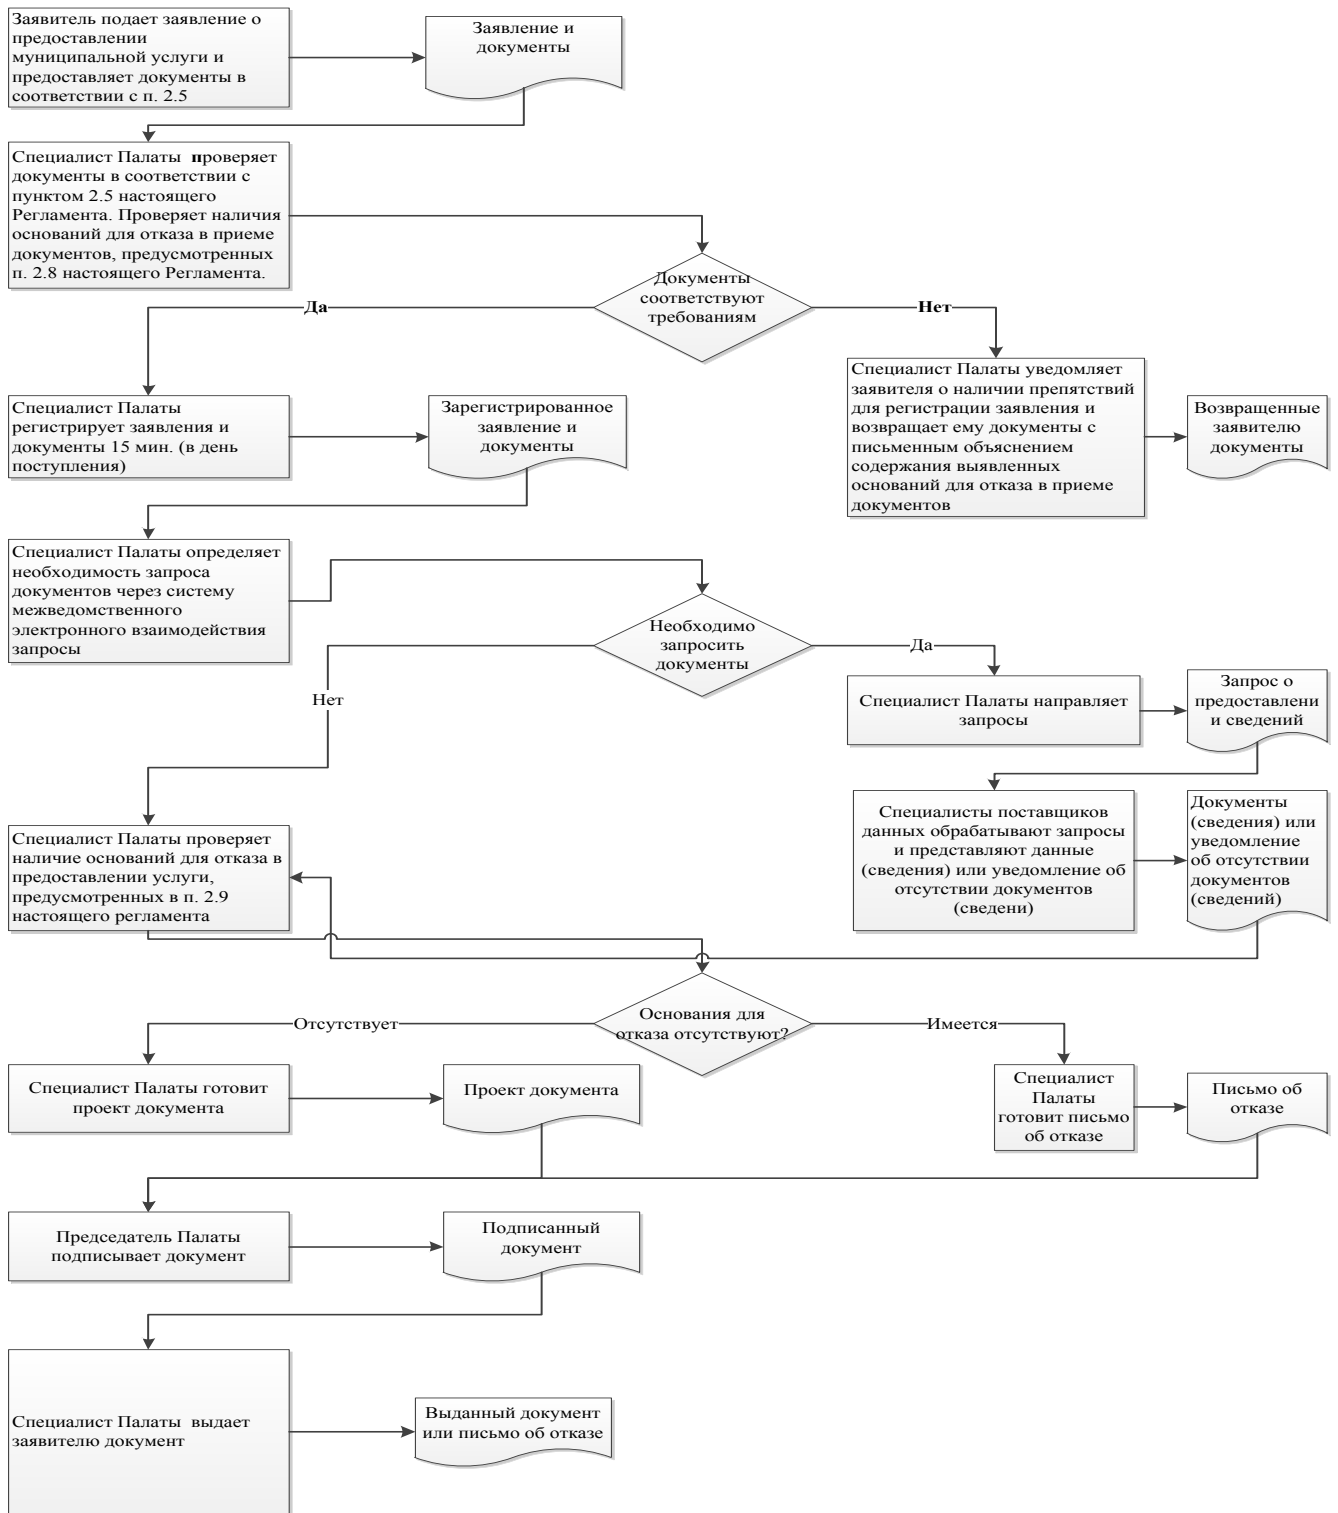 Заявитель подает заявление о
предоставлении
муниципальной услуги и
предоставляет документы в
соответствии с п. 2.5
Заявление и
документы
Специалист Палаты  проверяет
документы в соответствии с
пунктом 2.5 настоящего
Регламента. Проверяет наличия
оснований для отказа в приеме
документов, предусмотренных
п. 2.8 настоящего Регламента.
Документы
соответствуют
требованиям
Да
Нет
Специалист Палаты
регистрирует заявления и
документы 15 мин. (в день
поступления)
Зарегистрированное
заявление и
документы
Специалист Палаты уведомляет
заявителя о наличии препятствий
для регистрации заявления и
возвращает ему документы с
письменным объяснением
содержания выявленных
оснований для отказа в приеме
документов
Возвращенные
заявителю
документы
Специалист Палаты определяет
необходимость запроса
документов через систему
межведомственного
электронного взаимодействия
запросы
Необходимо
запросить
документы
Да
Нет
Специалист Палаты направляет
запросы
Запрос о
предоставлени
и сведений
Специалисты поставщиков
данных обрабатывают запросы
и представляют данные
(сведения) или уведомление об
отсутствии документов
(сведени)
Документы
(сведения) или
уведомление
об отсутствии
документов
(сведений)
Специалист Палаты проверяет
наличие оснований для отказа в
предоставлении услуги,
предусмотренных в п. 2.9
настоящего регламента
Основания для
отказа отсутствуют?
Отсутствует
Имеется
Специалист Палаты готовит
проект документа
Проект документа
Специалист
Палаты
готовит письмо
об отказе
Письмо об
отказе
Председатель Палаты
подписывает документ
Подписанный
документ
Специалист Палаты  выдает
заявителю документ
Выданный документ
или письмо об отказе